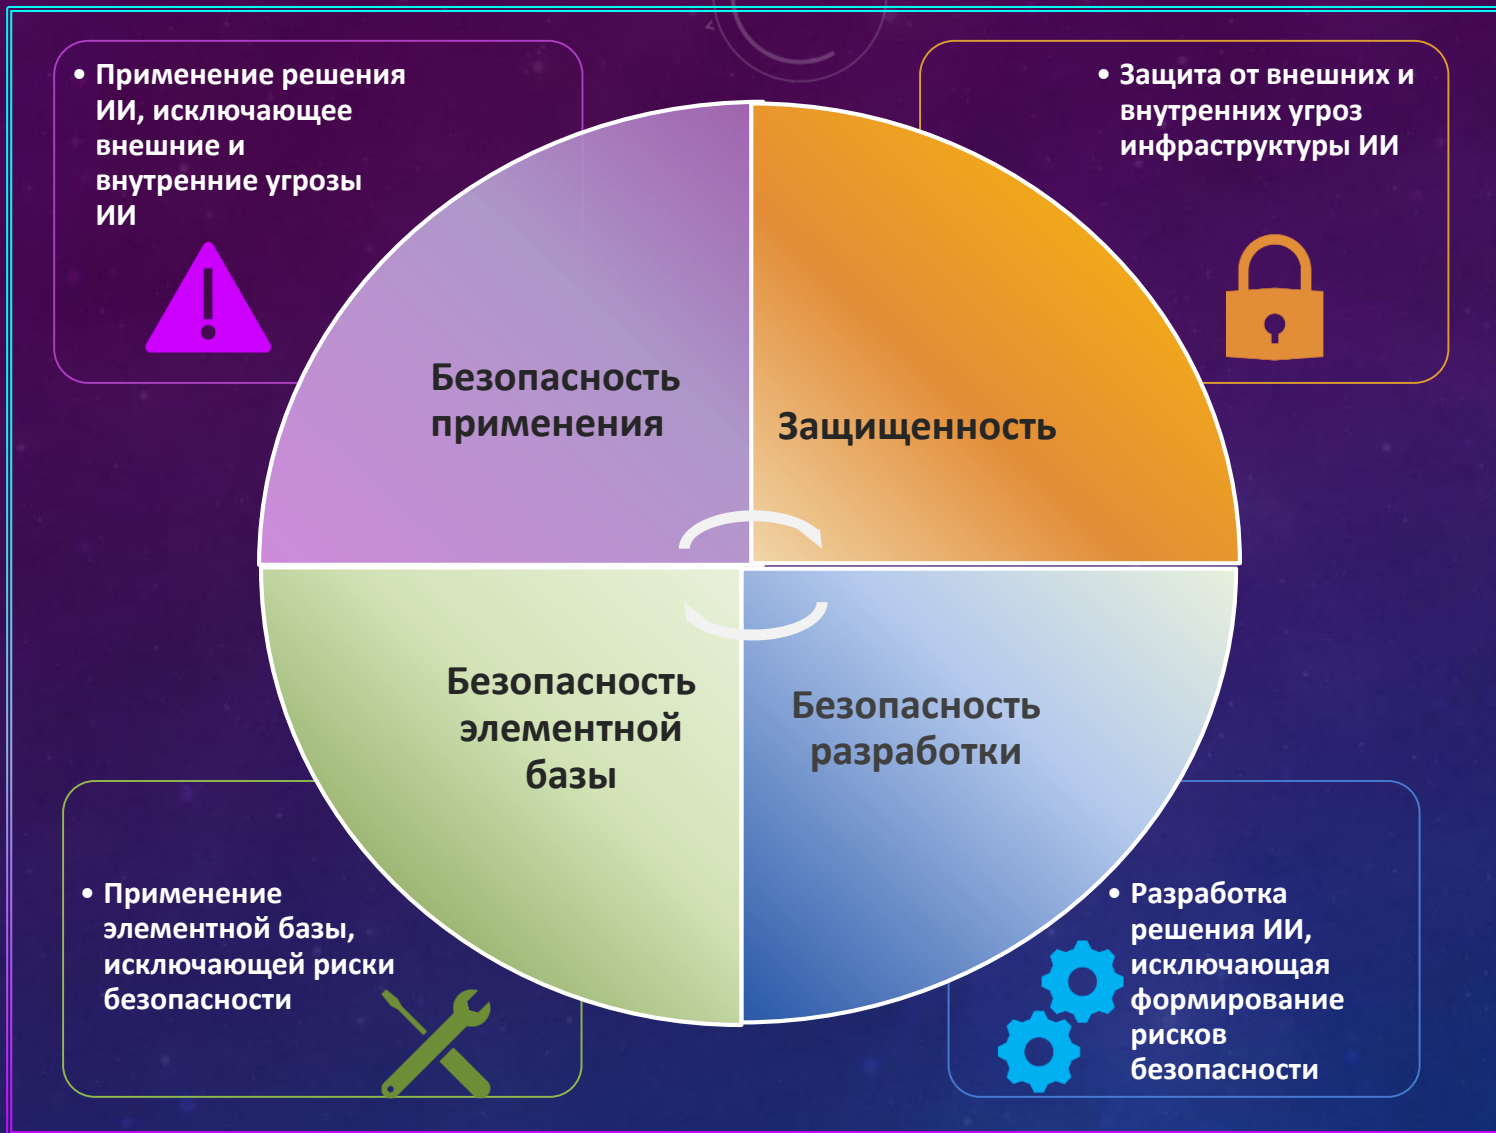 • Применение решения
ИИ, исключающее
внешние и
внутренние угрозы
ИИ
• Защита от внешних и
внутренних угроз
инфраструктуры ИИ
Безопасность
применения
Защищенность
Безопасность
элементной
базы
Безопасность
разработки
• Применение
элементной базы,
исключающей риски
безопасности
• Разработка
решения ИИ,
исключающая
формирование
рисков
безопасности